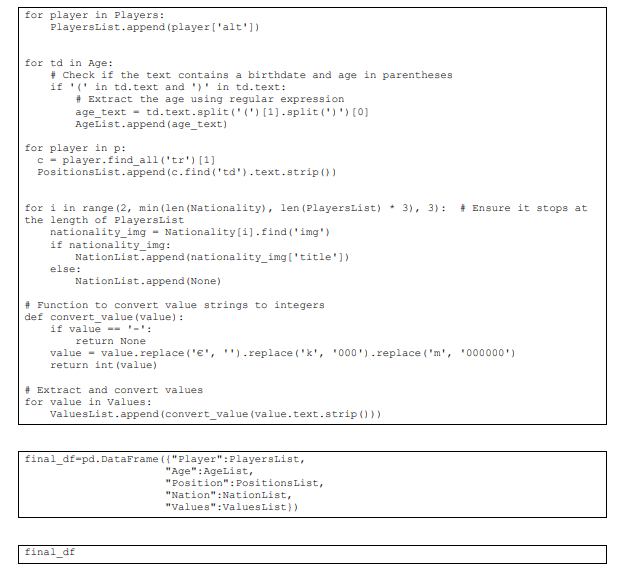 for player in Players:
    PlayersList.append(player['alt'])
for td in Age:
    # Check if the text contains a birthdate and age in parentheses
    if '(' in td.text and ')' in td.text:
        # Extract the age using regular expression
        age_text = td.text.split('(')[1].split(')')[0]
        AgeList.append(age_text)
for player in p:
  c = player.find_all('tr')[1]
  PositionsList.append(c.find('td').text.strip())
for i in range(2, min(len(Nationality), len(PlayersList) * 3), 3):  # Ensure it stops at
the length of PlayersList
    nationality_img = Nationality[i].find('img')
    if nationality_img:
        NationList.append(nationality_img['title'])
    else:
        NationList.append(None)
# Function to convert value strings to integers
def convert_value(value):
    if value == '-':
        return None
    value = value.replace('€', '').replace('k', '000').replace('m', '000000')
    return int(value)
# Extract and convert values
for value in Values:
    ValuesList.append(convert_value(value.text.strip()))
final_df=pd.DataFrame({"Player":PlayersList,
                      "Age":AgeList,
                      "Position":PositionsList,
                      "Nation":NationList,
                      "Values":ValuesList})
final_df